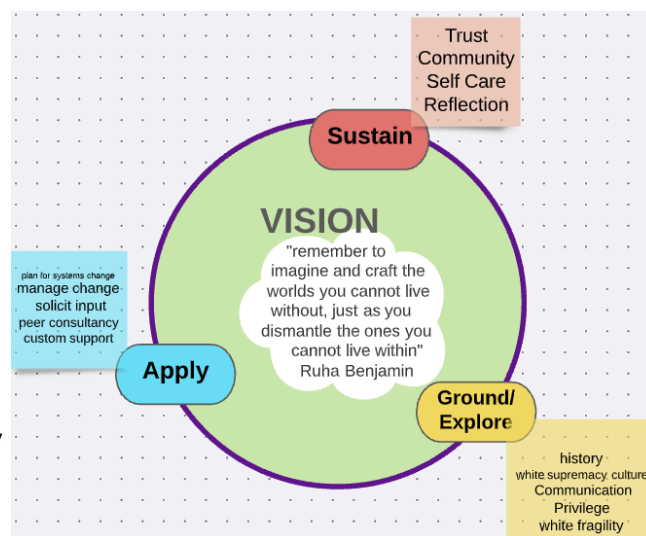 Trust
Community
Self Care
Reflection
Sustain
VISION
"remember to
imagine and craft the
worlds you cannot live
without, just as you
dismantle the ones you
cannot live within"
Ruha Benjamin
plan for systems change
manage change
solicit input
peer consultancy
custom support
Apply
Ground/
Explore
history
white supremacy culture
Communication
Privilege
white fragility